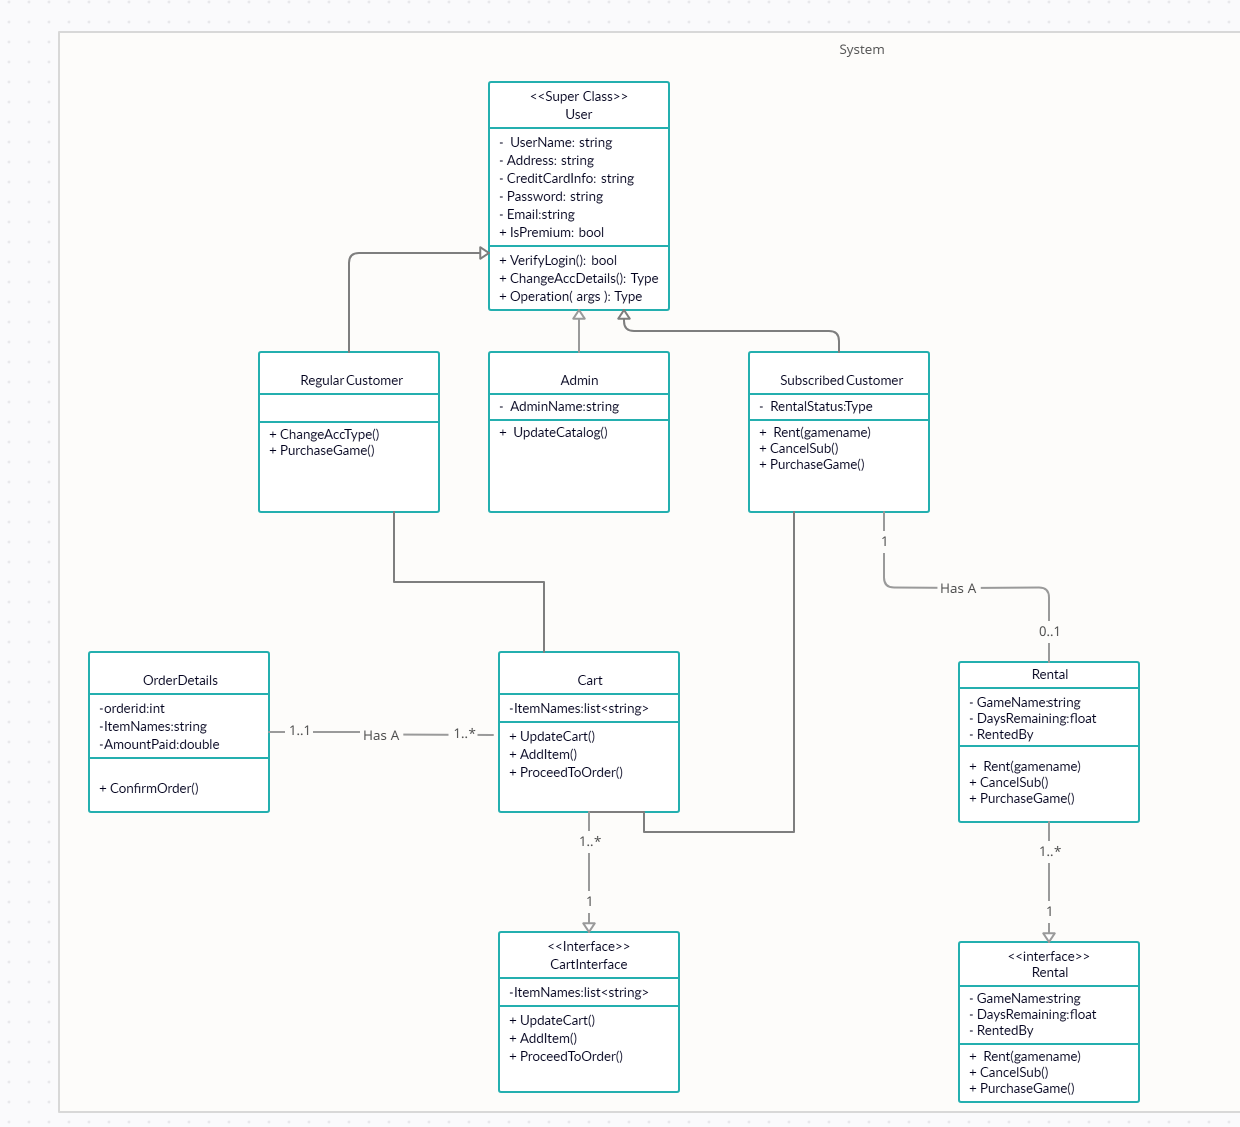 System
<<Super Class>>
User
- UserName: string
- Address: string
- CreditCardInfo: string
- Password: string
- Email:string
+ IsPremium: bool
+ VerifyLogin(): bool
+ ChangeAccDetails(): Type
+ Operation( args ): Type
Regular Customer
+ ChangeAccType()
+ PurchaseGame()
Admin
- AdminName:string
+ UpdateCatalog()
Subscribed Customer
- RentalStatus:Type
+ Rent(gamename)
+ CancelSub()
+ PurchaseGame()
1
Has A
0..1
OrderDetails
-orderid:int
-ItemNames:string
-AmountPaid:double
+ ConfirmOrder()
1..1
Has A
1..*
Cart
-ItemNames:list<string>
+ UpdateCart()
+ AddItem()
+ ProceedToOrder()
Rental
- GameName:string
- DaysRemaining:float
- RentedBy
+ Rent(gamename)
+ CancelSub()
+ PurchaseGame()
1..*
1
1..*
1
<<Interface>>
CartInterface
-ItemNames:list<string>
+ UpdateCart()
+ AddItem()
+ ProceedToOrder()
<<interface>>
Rental
- GameName:string
- DaysRemaining:float
- RentedBy
+ Rent(gamename)
+ CancelSub()
+ PurchaseGame()